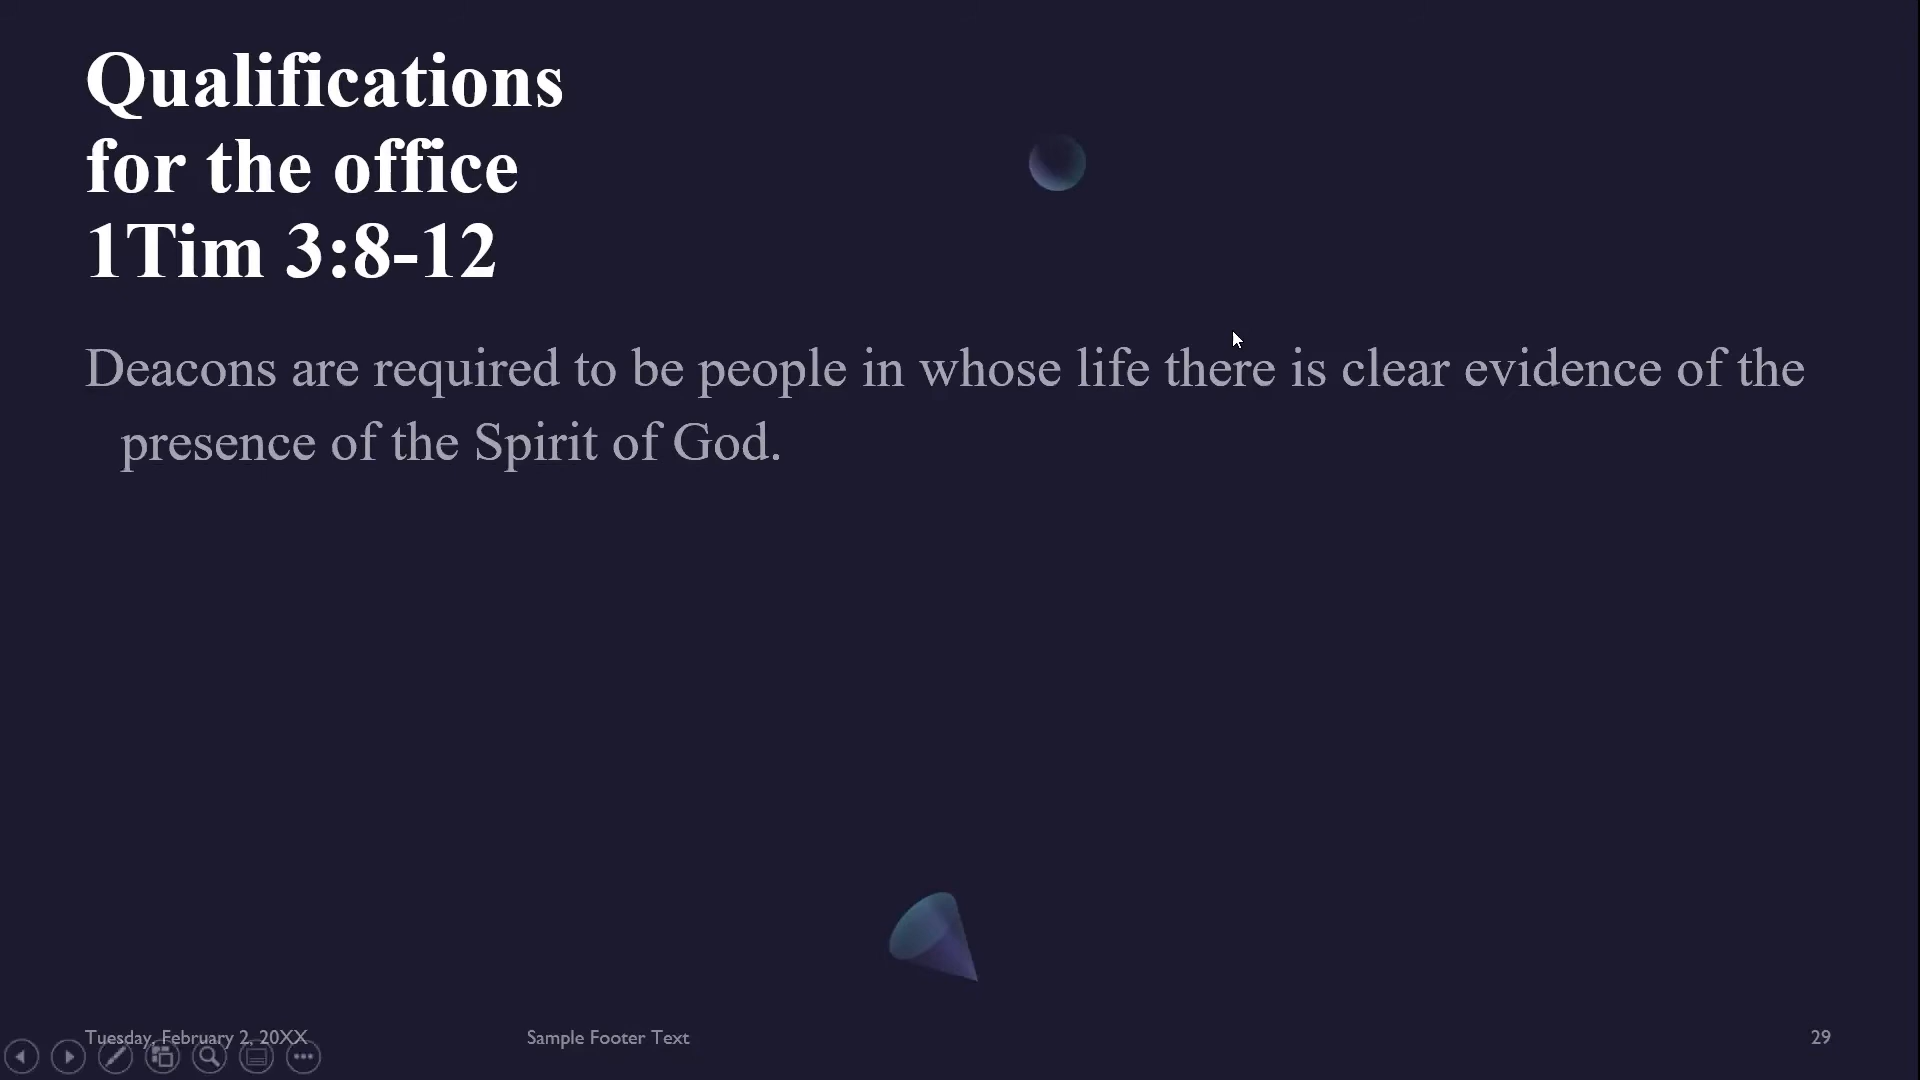 Qualifications
for the office
1Tim 3:8-12
Deacons are required to be people in whose life there is clear evidence of the
presence of the Spirit of God.
Tuesday, February 2, 20XX
Sample Footer Text
29